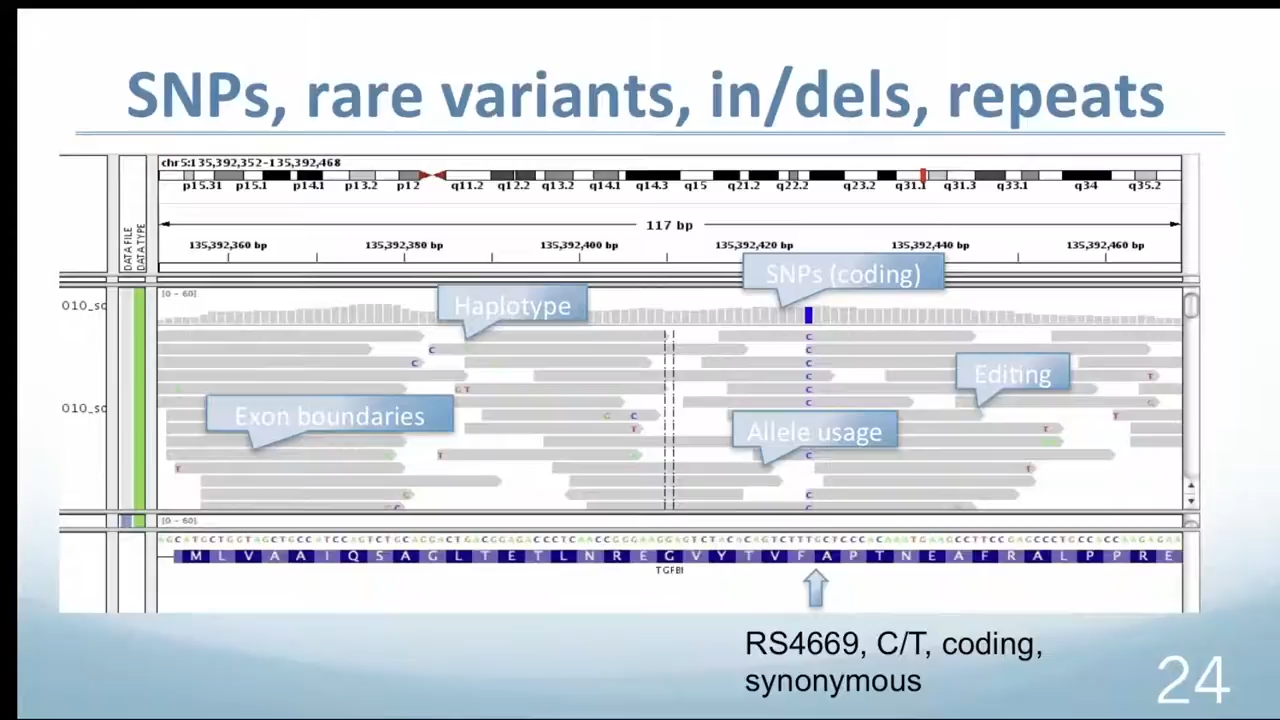 SNPs, rare variants, in/dels, repeats
chr5:135,392,352-135,392,468
p15.31 p15.1 p14.1 p13.2 p12 q11.2 q12.2 q13.2 q14.1 q14.3 q15 q21.2 q22.2 q23.2 q31.1 q31.3 q33.1 q34 q35.2
117 bp
DATA FILE
DATA TYPE
135,392,360 bp 135,392,380 bp 135,392,400 bp 135,392,420 bp 135,392,440 bp 135,392,460 bp
SNPs (coding)
[0 - 60]
010_sc
Haplotype
C
C
C
C
C
C
T
Editing
G T
C
010_sc
Exon boundaries
G C
T
T
T
Allele usage
T
C
T
T
C
G
C
[0 - 60]
M L V A A I Q S A G L T E T L N R E G V Y T V F A P T N E A F R A L P P R E
TGFBI
RS4669, C/T, coding,
synonymous
24